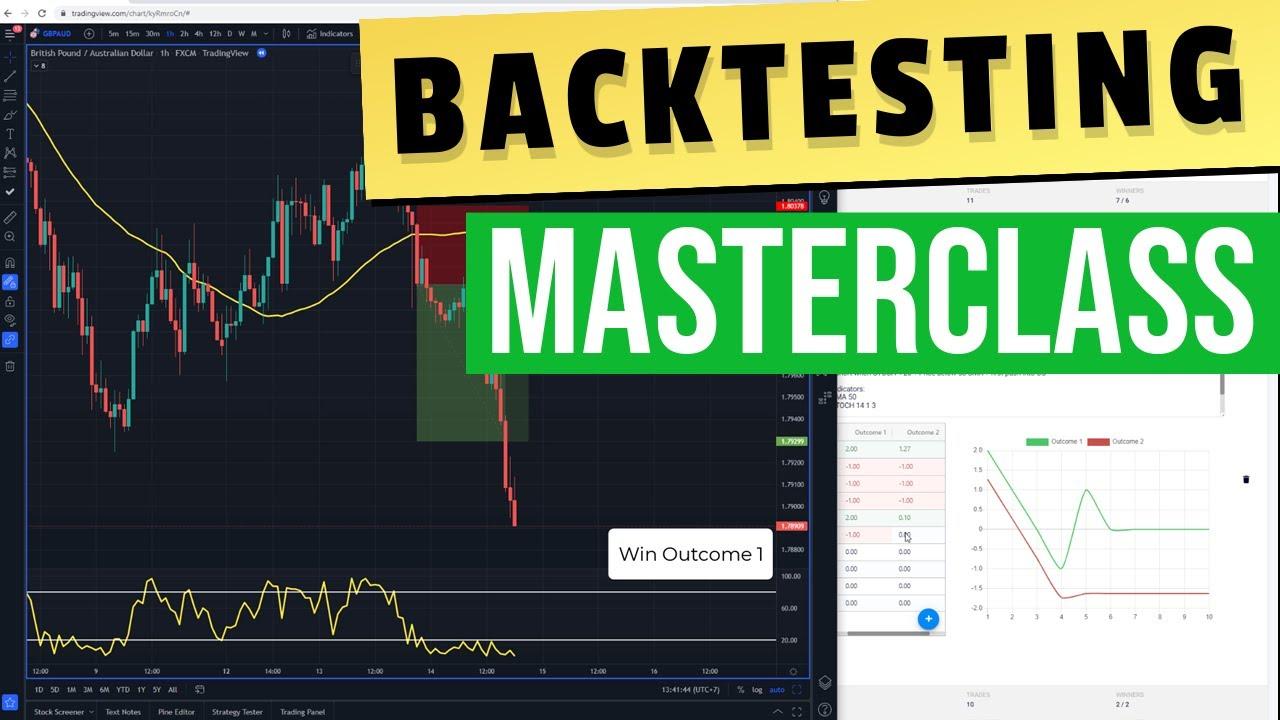 tradingview.com/chart/kyRmroCn/#
GBPAUD 5m 15m 30m 1h 2h 4h 12h D W M Indicators
British Pound / Australian Dollar 1h FXCM TradingView
8
BACKTESTING
MASTERCLASS
TRADES WINNERS
11 7 / 6
1.80378
1.79600
1.79400
1.79299
1.79200
1.79100
1.79000
1.78909
1.78800
100.00
60.00
20.00
Win Outcome 1
dicators:
MA 50
TOCH 14 1 3
Outcome 1 Outcome 2
2.00 1.27
-1.00 -1.00
-1.00 -1.00
-1.00 -1.00
2.00 0.10
-1.00
0.00 0.00
0.00 0.00
0.00 0.00
0.00 0.00
Outcome 1 Outcome 2
2.0
1.5
1.0
0.5
0
-0.5
-1.0
-1.5
-2.0
1 2 3 4 5 6 7 8 9 10
12:00 9 12:00 12 14:00 13 12:00 14 12:00 15 16 12:00
1D 5D 1M 3M 6M YTD 1Y 5Y All 13:41:44 (UTC+7) % log auto
Stock Screener Text Notes Pine Editor Strategy Tester Trading Panel
TRADES WINNERS
10 2 / 2